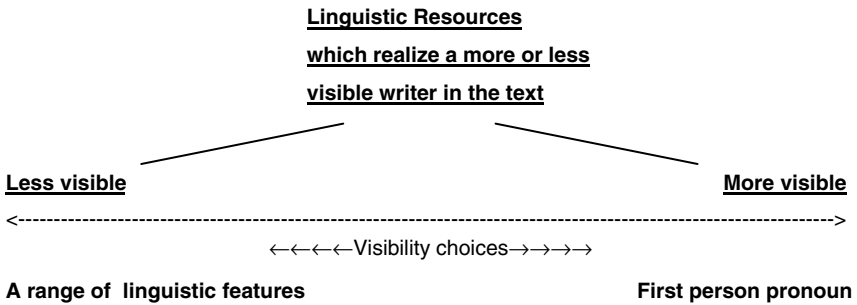 Linguistic Resources
which realize a more or less
visible writer in the text
Less visible More visible
<----------------------------------------------------------------------------------------------------------------->
←←←←Visibility choices→→→→
A range of linguistic features First person pronoun